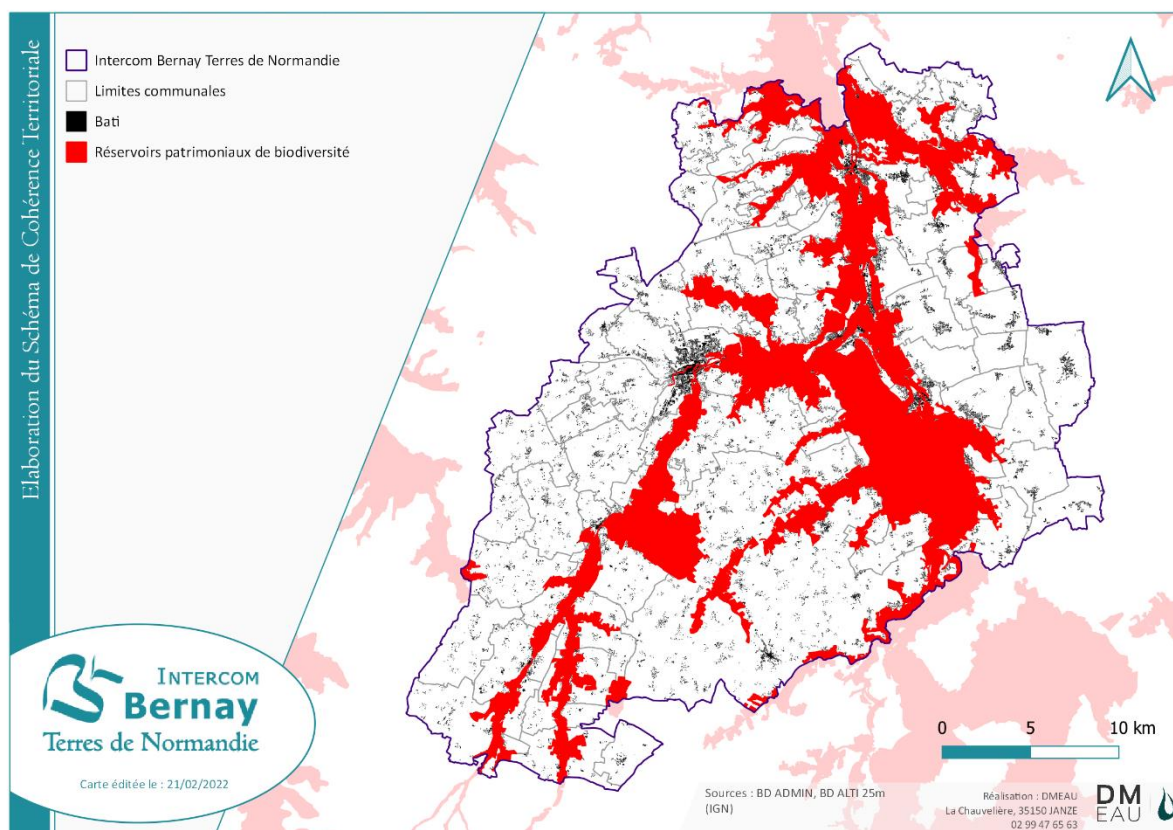 Elaboration du Schéma de Cohérence Territoriale
Intercom Bernay Terres de Normandie
Limites communales
Bati
Réservoirs patrimoniaux de biodiversité
INTERCOM
Bernay
Terres de Normandie
Carte éditée le : 21/02/2022
0 5 10 km
Sources : BD ADMIN, BD ALTI 25m
(IGN)
Réalisation : DMEAU
La Chauvelière, 35150 JANZE
02 99 47 65 63
DM
EAU